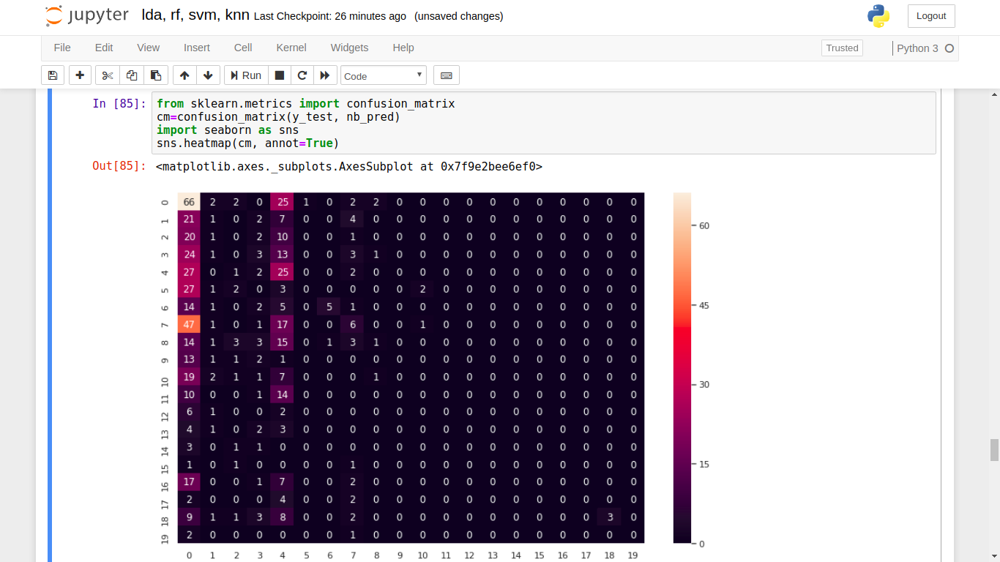 jupyter lda, rf, svm, knn Last Checkpoint: 26 minutes ago (unsaved changes) Logout
File Edit View Insert Cell Kernel Widgets Help Trusted Python 3
Run Code
In [85]: from sklearn.metrics import confusion_matrix
cm=confusion_matrix(y_test, nb_pred)
import seaborn as sns
sns.heatmap(cm, annot=True)
Out[85]: <matplotlib.axes._subplots.AxesSubplot at 0x7f9e2bee6ef0>
0 66 2 2 0 25 1 0 2 2 0 0 0 0 0 0 0 0 0 0 0
1 21 1 0 2 7 0 0 4 0 0 0 0 0 0 0 0 0 0 0 0
2 20 1 0 2 10 0 0 1 0 0 0 0 0 0 0 0 0 0 0 0
60
3 24 1 0 3 13 0 0 3 1 0 0 0 0 0 0 0 0 0 0 0
4 27 0 1 2 25 0 0 2 0 0 0 0 0 0 0 0 0 0 0 0
5 27 1 2 0 3 0 0 0 0 0 2 0 0 0 0 0 0 0 0 0
6 14 1 0 2 5 0 5 1 0 0 0 0 0 0 0 0 0 0 0 0
45
7 47 1 0 1 17 0 0 6 0 0 1 0 0 0 0 0 0 0 0 0
8 14 1 3 3 15 0 1 3 1 0 0 0 0 0 0 0 0 0 0 0
9 13 1 1 2 1 0 0 0 0 0 0 0 0 0 0 0 0 0 0 0
10 19 2 1 1 7 0 0 0 1 0 0 0 0 0 0 0 0 0 0 0
30
11 10 0 0 1 14 0 0 0 0 0 0 0 0 0 0 0 0 0 0 0
12 6 1 0 0 2 0 0 0 0 0 0 0 0 0 0 0 0 0 0 0
13 4 1 0 2 3 0 0 0 0 0 0 0 0 0 0 0 0 0 0 0
14 3 0 1 1 0 0 0 0 0 0 0 0 0 0 0 0 0 0 0 0
15 1 0 1 0 0 0 0 1 0 0 0 0 0 0 0 0 0 0 0 0
15
16 17 0 0 1 7 0 0 2 0 0 0 0 0 0 0 0 0 0 0 0
17 2 0 0 0 4 0 0 2 0 0 0 0 0 0 0 0 0 0 0 0
18 9 1 1 3 8 0 0 2 0 0 0 0 0 0 0 0 0 0 3 0
19 2 0 0 0 0 0 0 1 0 0 0 0 0 0 0 0 0 0 0 0
0
0 1 2 3 4 5 6 7 8 9 10 11 12 13 14 15 16 17 18 19